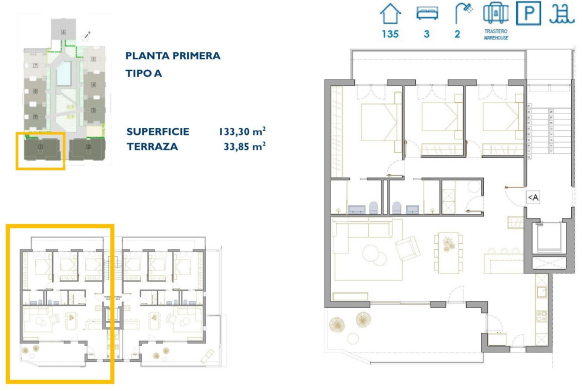 135
3
2
TRASTERO
WAREHOUSE
P
PLANTA PRIMERA
TIPO A
SUPERFICIE 133,30 m²
TERRAZA 33,85 m²
<A